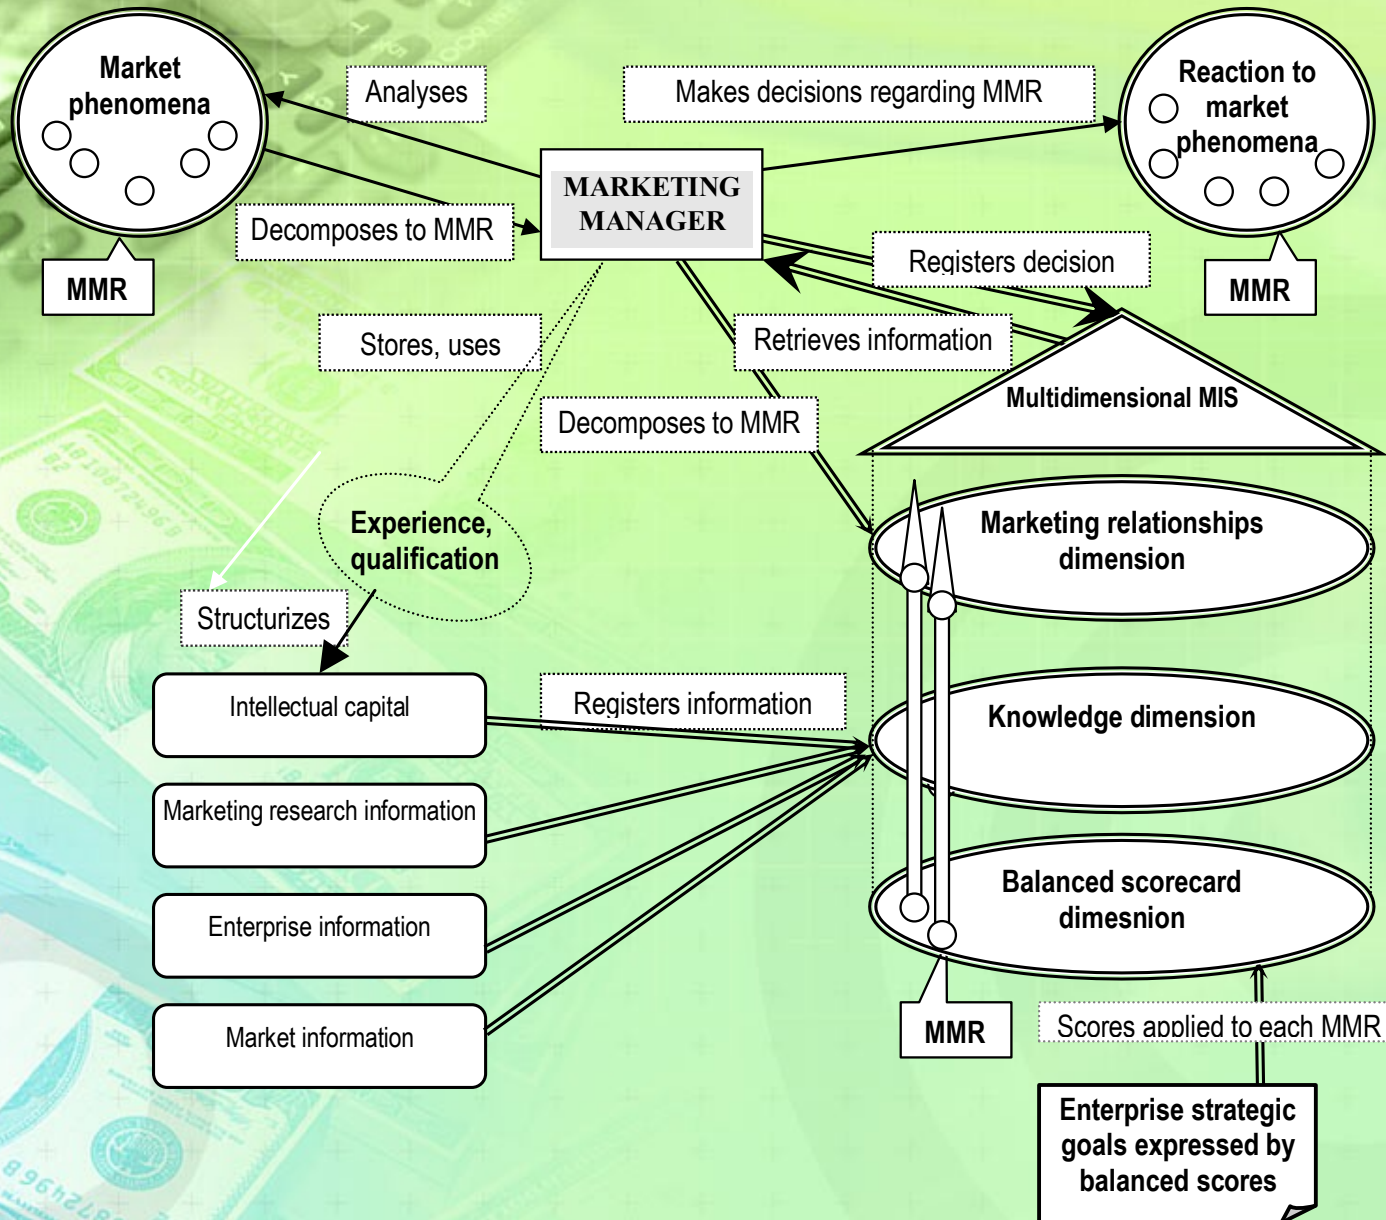 Market
phenomena
Analyses
Makes decisions regarding MMR
Reaction to
market
phenomena
MARKETING
MANAGER
Decomposes to MMR
Registers decision
MMR
MMR
Stores, uses
Retrieves information
Multidimensional MIS
Decomposes to MMR
Experience,
qualification
Marketing relationships
dimension
Structurizes
Intellectual capital
Registers information
Knowledge dimension
Marketing research information
Balanced scorecard
dimesnion
Enterprise information
Market information
MMR
Scores applied to each MMR
Enterprise strategic
goals expressed by
balanced scores